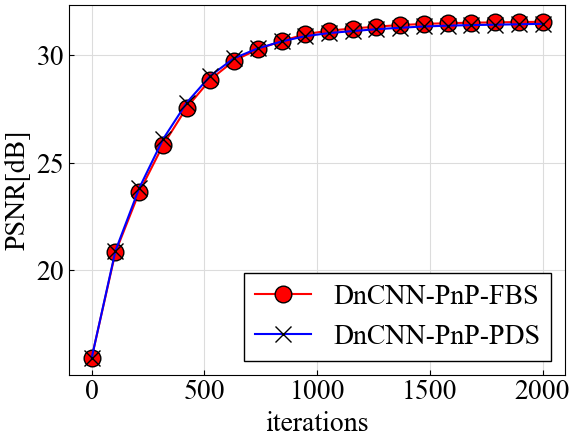 PSNR[dB]
30
25
20
DnCNN-PnP-FBS
DnCNN-PnP-PDS
0 500 1000 1500 2000
iterations